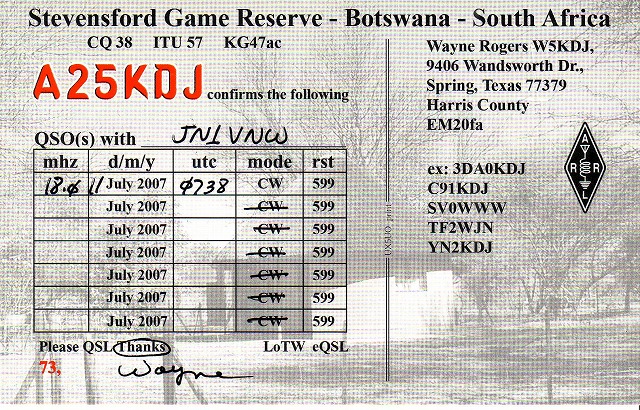 Stevensford Game Reserve - Botswana - South Africa
CQ 38 ITU 57 KG47ac
A25KDJ confirms the following
QSO(s) with JN1VNW
mhz d/m/y utc mode rst
18.0 11 July 2007 0738 CW 599
July 2007 CW 599
July 2007 CW 599
July 2007 CW 599
July 2007 CW 599
July 2007 CW 599
July 2007 CW 599
Please QSL Thanks LoTW eQSL
73, Wayne
UX5UO print
Wayne Rogers W5KDJ,
9406 Wandsworth Dr.,
Spring, Texas 77379
Harris County
EM20fa
ex: 3DA0KDJ
C91KDJ
SV0WWW
TF2WJN
YN2KDJ
A
R R
L